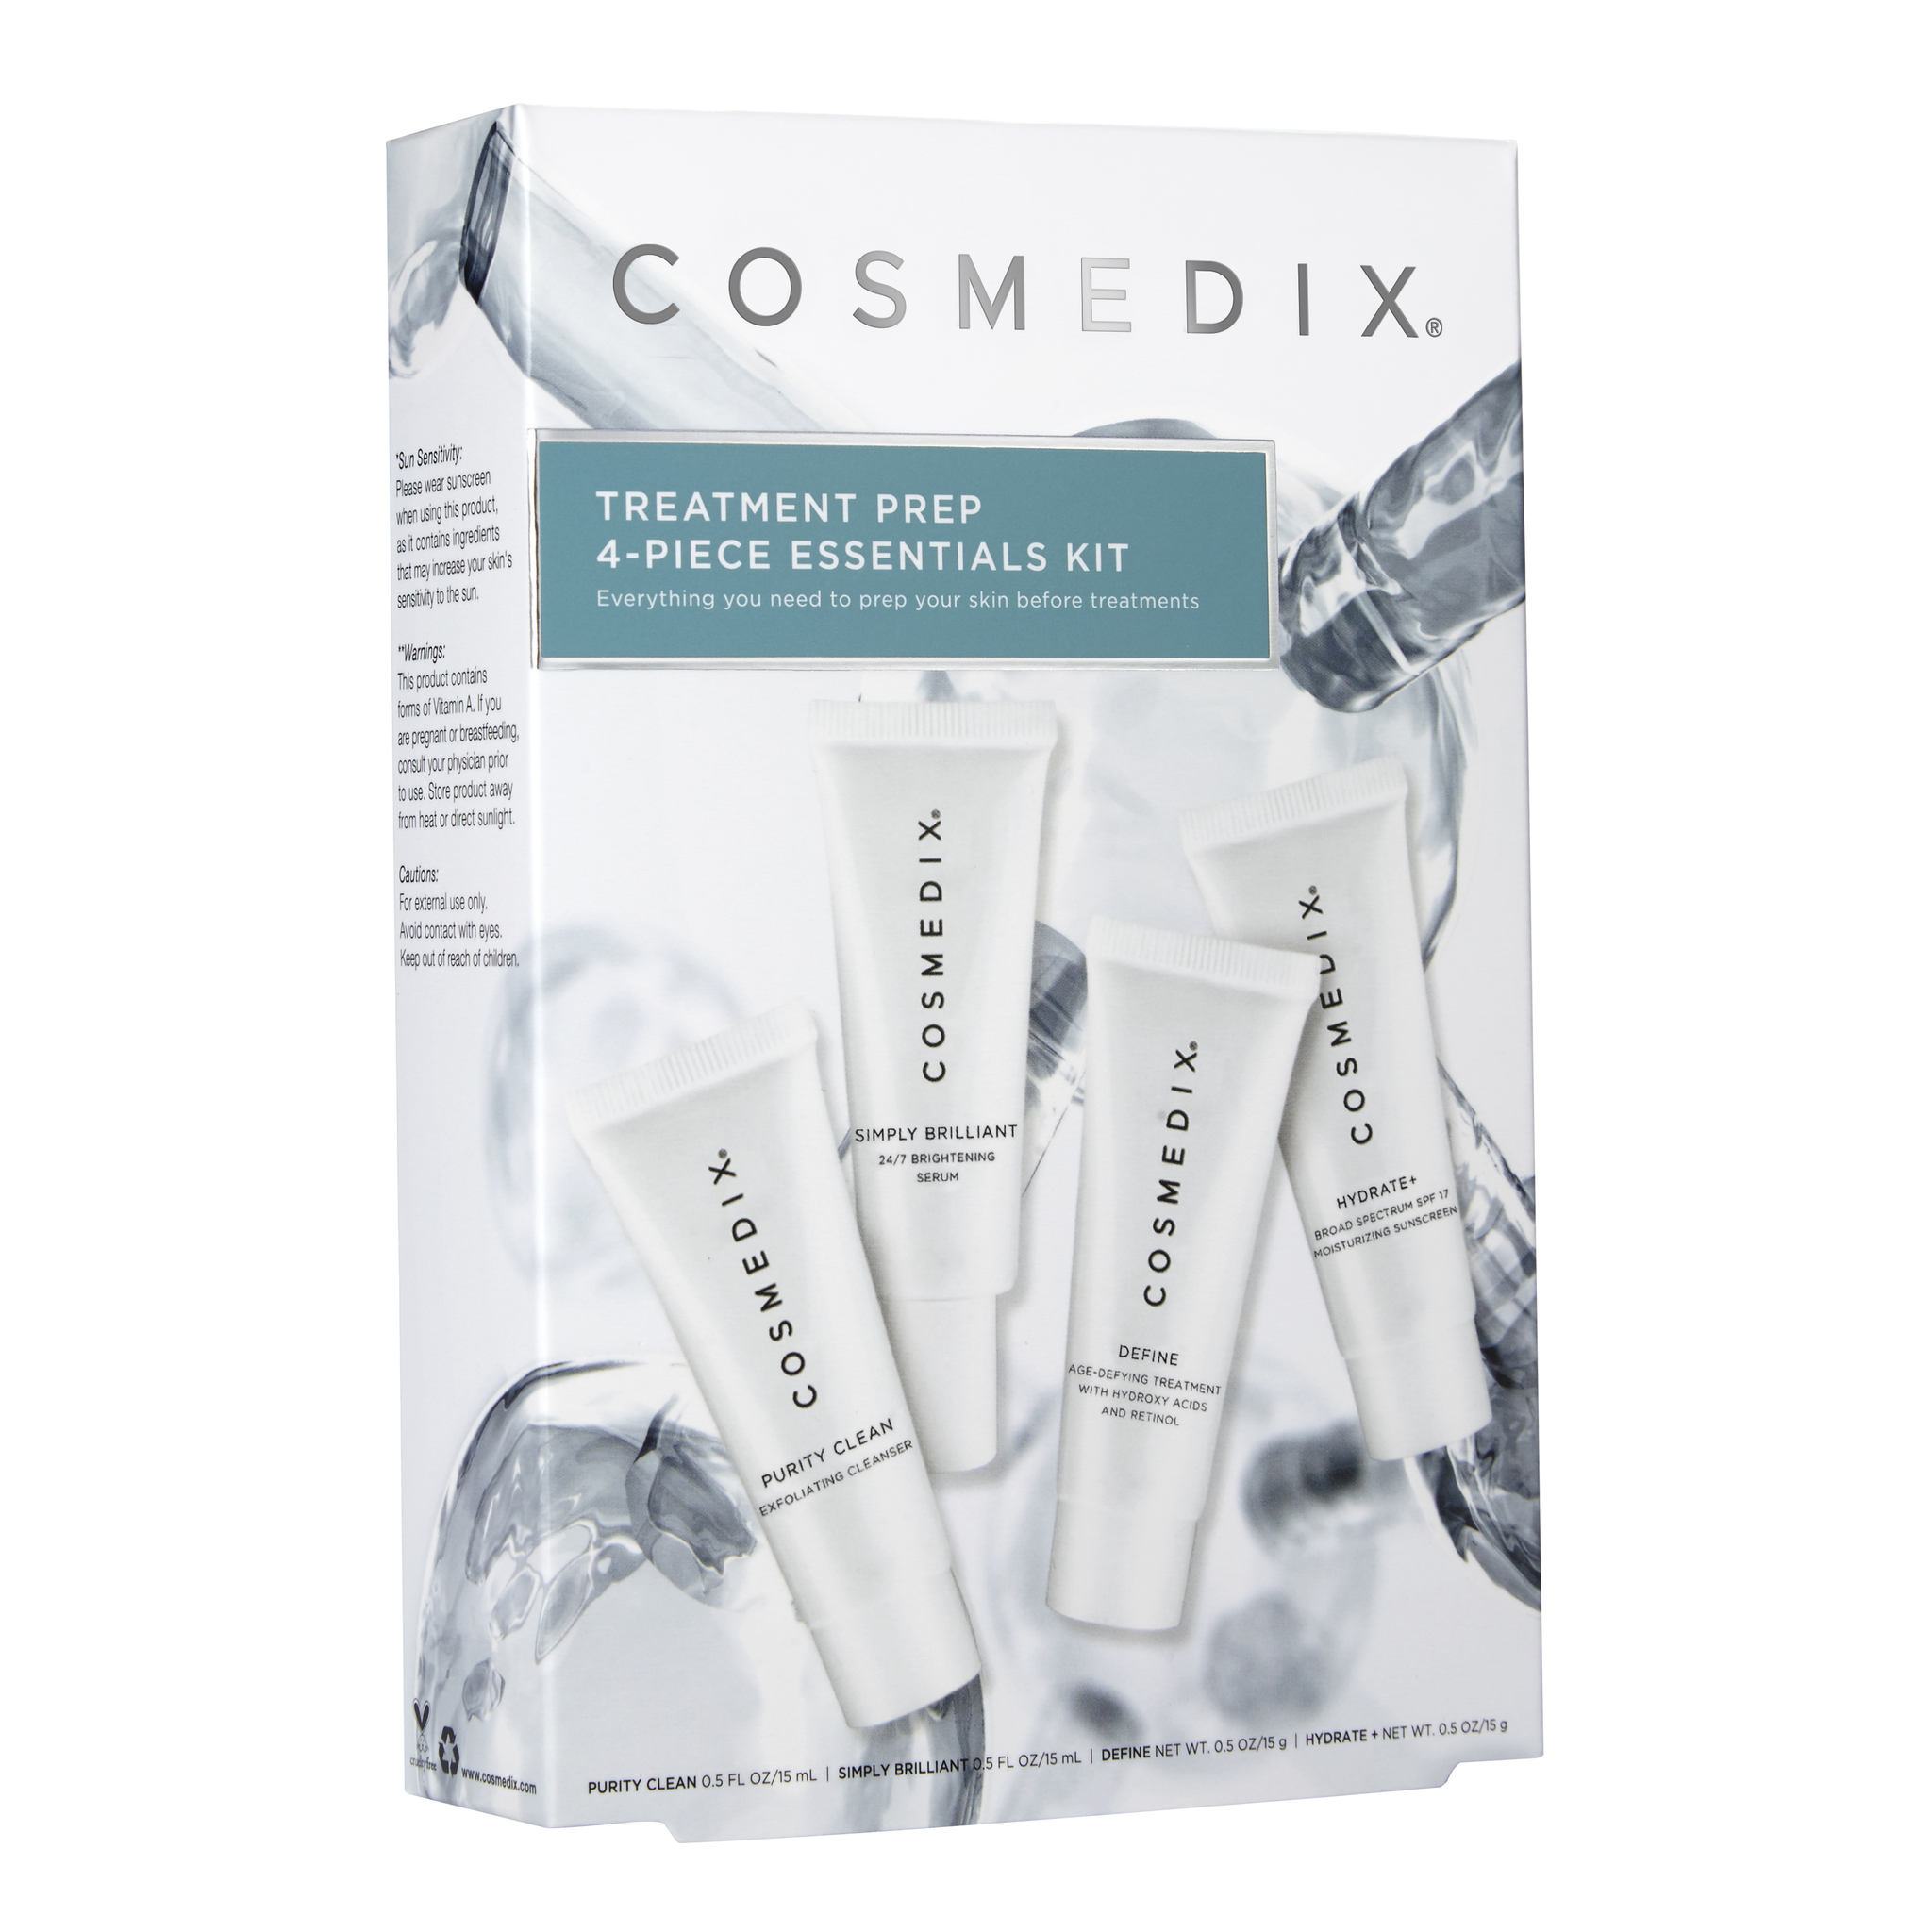 COSMEDIX®
TREATMENT PREP
4-PIECE ESSENTIALS KIT
Everything you need to prep your skin before treatments
*Sun Sensitivity:
Please wear sunscreen
when using this product,
as it contains ingredients
that may increase your skin's
sensitivity to the sun.
**Warnings:
This product contains
forms of Vitamin A. If you
are pregnant or breastfeeding,
consult your physician prior
to use. Store product away
from heat or direct sunlight.
Cautions:
For external use only.
Avoid contact with eyes.
Keep out of reach of children.
cruelty free
www.cosmedix.com
COSMEDIX®
PURITY CLEAN
EXFOLIATING CLEANSER
COSMEDIX®
SIMPLY BRILLIANT
24/7 BRIGHTENING
SERUM
COSMEDIX®
DEFINE
AGE-DEFYING TREATMENT
WITH HYDROXY ACIDS
AND RETINOL
COSMEDIX®
HYDRATE+
BROAD SPECTRUM SPF 17
MOISTURIZING SUNSCREEN
PURITY CLEAN 0.5 FL OZ/15 mL | SIMPLY BRILLIANT 0.5 FL OZ/15 mL | DEFINE NET WT. 0.5 OZ/15 g | HYDRATE + NET WT. 0.5 OZ/15 g